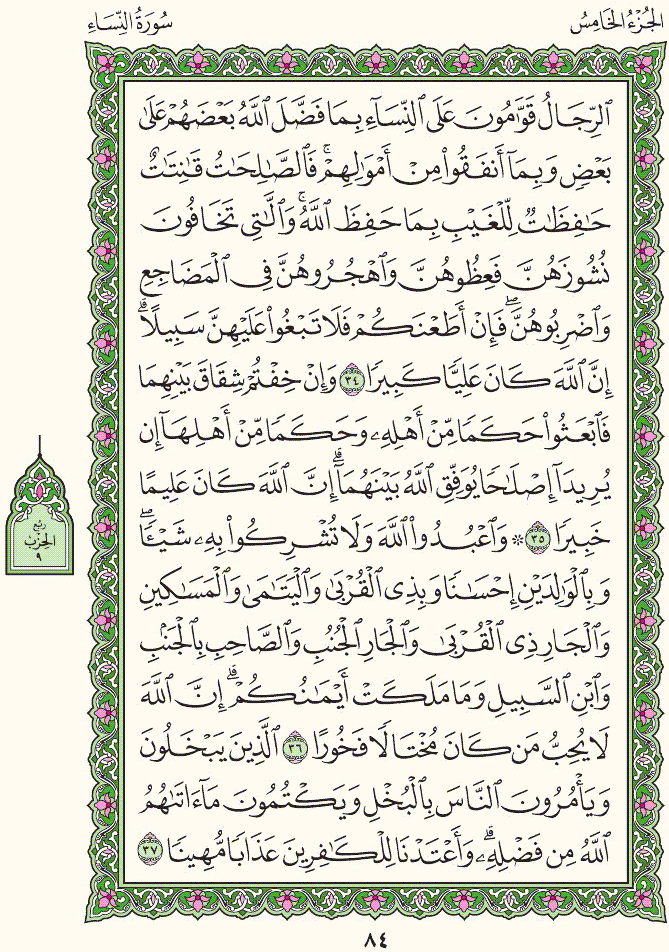 الجُزْءُ الخَامِسُ
سُورَةُ النِّسَاءِ
ٱلرِّجَالُ قَوَّٰمُونَ عَلَى ٱلنِّسَآءِ بِمَا فَضَّلَ ٱللَّهُ بَعْضَهُمْ عَلَىٰ
بَعْضٍ وَبِمَآ أَنفَقُوا۟ مِنْ أَمْوَٰلِهِمْ ۚ فَٱلصَّٰلِحَٰتُ قَٰنِتَٰتٌ
حَٰفِظَٰتٌ لِّلْغَيْبِ بِمَا حَفِظَ ٱللَّهُ ۚ وَٱلَّٰتِى تَخَافُونَ
نُشُوزَهُنَّ فَعِظُوهُنَّ وَٱهْجُرُوهُنَّ فِى ٱلْمَضَاجِعِ
وَٱضْرِبُوهُنَّ ۖ فَإِنْ أَطَعْنَكُمْ فَلَا تَبْغُوا۟ عَلَيْهِنَّ سَبِيلًا ۗ
إِنَّ ٱللَّهَ كَانَ عَلِيًّا كَبِيرًا ٣٤ وَإِنْ خِفْتُمْ شِقَاقَ بَيْنِهِمَا
فَٱبْعَثُوا۟ حَكَمًا مِّنْ أَهْلِهِۦ وَحَكَمًا مِّنْ أَهْلِهَآ إِن
يُرِيدَآ إِصْلَٰحًا يُوَفِّقِ ٱللَّهُ بَيْنَهُمَآ ۗ إِنَّ ٱللَّهَ كَانَ عَلِيمًا
خَبِيرًا ٣٥ ۞ وَٱعْبُدُوا۟ ٱللَّهَ وَلَا تُشْرِكُوا۟ بِهِۦ شَيْـًٔا ۖ
وَبِٱلْوَٰلِدَيْنِ إِحْسَٰنًا وَبِذِى ٱلْقُرْبَىٰ وَٱلْيَتَٰمَىٰ وَٱلْمَسَٰكِينِ
وَٱلْجَارِ ذِى ٱلْقُرْبَىٰ وَٱلْجَارِ ٱلْجُنُبِ وَٱلصَّاحِبِ بِٱلْجَنۢبِ
وَٱبْنِ ٱلسَّبِيلِ وَمَا مَلَكَتْ أَيْمَٰنُكُمْ ۗ إِنَّ ٱللَّهَ
لَا يُحِبُّ مَن كَانَ مُخْتَالًا فَخُورًا ٣٦ ٱلَّذِينَ يَبْخَلُونَ
وَيَأْمُرُونَ ٱلنَّاسَ بِٱلْبُخْلِ وَيَكْتُمُونَ مَآ ءَاتَىٰهُمُ
ٱللَّهُ مِن فَضْلِهِۦ ۗ وَأَعْتَدْنَا لِلْكَٰفِرِينَ عَذَابًا مُّهِينًا ٣٧
ربع
الحزب
٩
٨٤